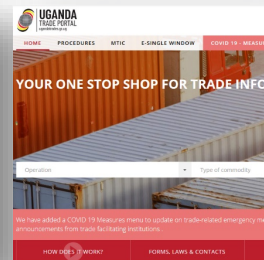 UGANDA
TRADE PORTAL
HOME PROCEDURES MTIC E-SINGLE WINDOW COVID 19 - MEASU
YOUR ONE STOP SHOP FOR TRADE INFO
Operation Type of commodity
We have added a COVID 19 Measures menu to update on trade-related emergency me
announcements from trade facilitating institutions.
HOW DOES IT WORK? FORMS, LAWS & CONTACTS